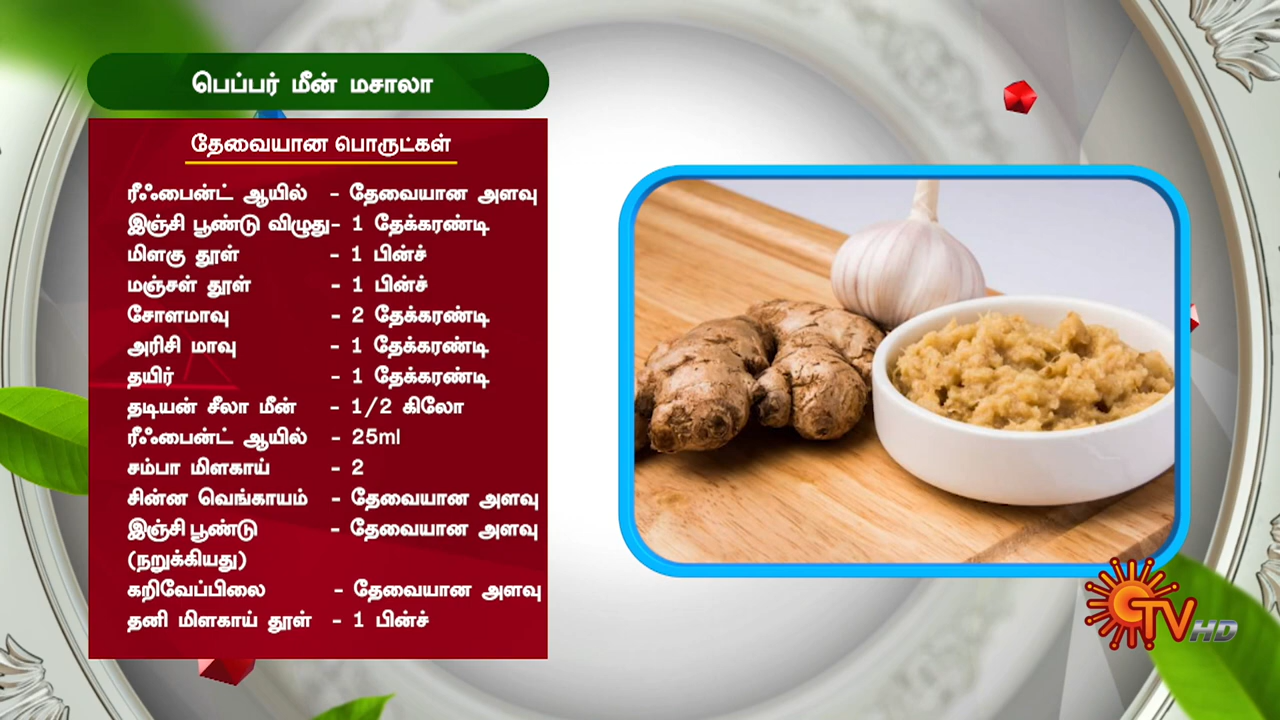 பெப்பர் மீன் மசாலா
தேவையான பொருட்கள்
ரீஃபைன்ட் ஆயில் - தேவையான அளவு
இஞ்சி பூண்டு விழுது- 1 தேக்கரண்டி
மிளகு தூள் - 1 பின்ச்
மஞ்சள் தூள் - 1 பின்ச்
சோளமாவு - 2 தேக்கரண்டி
அரிசி மாவு - 1 தேக்கரண்டி
தயிர் - 1 தேக்கரண்டி
தடியன் சீலா மீன் - 1/2 கிலோ
ரீஃபைன்ட் ஆயில் - 25ml
சம்பா மிளகாய் - 2
சின்ன வெங்காயம் - தேவையான அளவு
இஞ்சி பூண்டு - தேவையான அளவு
(நறுக்கியது)
கறிவேப்பிலை - தேவையான அளவு
தனி மிளகாய் தூள் - 1 பின்ச்
TV HD